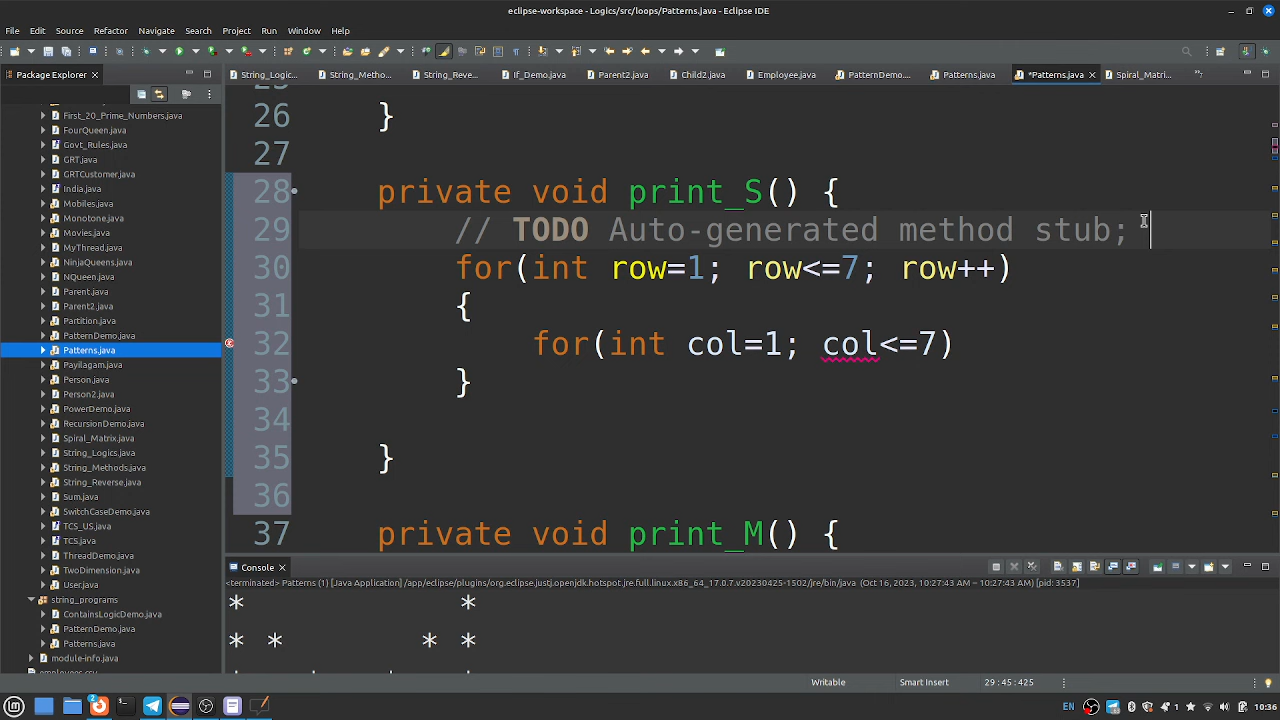 eclipse-workspace - Logics/src/loops/Patterns.java - Eclipse IDE
File Edit Source Refactor Navigate Search Project Run Window Help
Package Explorer
String_Logic... String_Metho... String_Reve... If_Demo.java Parent2.java Child2.java Employee.java PatternDemo.... Patterns.java *Patterns.java Spiral_Matri...
First_20_Prime_Numbers.java
FourQueen.java
Govt_Rules.java
GRT.java
GRTCustomer.java
India.java
Mobiles.java
Monotone.java
Movies.java
MyThread.java
NinjaQueens.java
NQueen.java
Parent.java
Parent2.java
Partition.java
PatternDemo.java
Patterns.java
Payilagam.java
Person.java
Person2.java
PowerDemo.java
RecursionDemo.java
Spiral_Matrix.java
String_Logics.java
String_Methods.java
String_Reverse.java
Sum.java
SwitchCaseDemo.java
TCS_US.java
TCS.java
ThreadDemo.java
TwoDimension.java
User.java
string_programs
ContainsLogicDemo.java
PatternDemo.java
Patterns.java
module-info.java
26 }
27
28 private void print_S() {
29 // TODO Auto-generated method stub;
30 for(int row=1; row<=7; row++)
31 {
32 for(int col=1; col<=7)
33 }
34
35 }
36
37 private void print_M() {
Console
<terminated> Patterns (1) [Java Application] /app/eclipse/plugins/org.eclipse.justj.openjdk.hotspot.jre.full.linux.x86_64_17.0.7.v20230425-1502/jre/bin/java (Oct 16, 2023, 10:27:43 AM – 10:27:43 AM) [pid: 3537]
* *
* * * *
Writable Smart Insert 29 : 45 : 425
2 EN 1 10:36